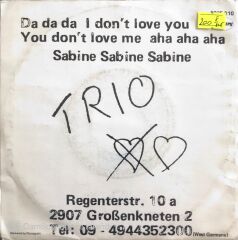 Da da da I don't love you
You don't love me aha aha aha
Sabine Sabine Sabine
TRIO
Regenterstr. 10 a
2907 Großenkneten 2
Tel: 09 - 4944352300 (West Germany)